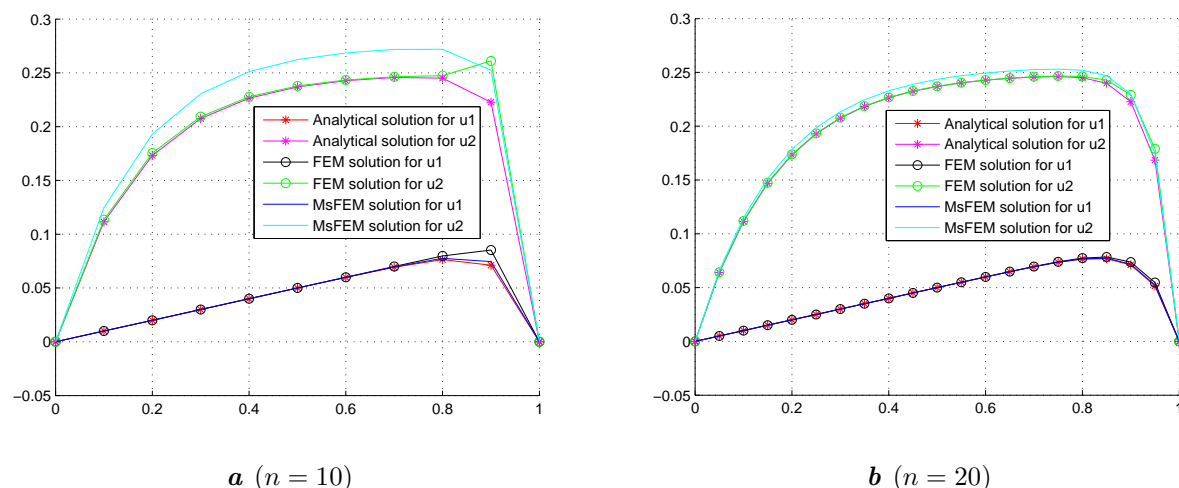 0.3
0.25
0.2
0.15
0.1
0.05
0
−0.05
0
0.2
0.4
0.6
0.8
1
Analytical solution for u1
Analytical solution for u2
FEM solution for u1
FEM solution for u2
MsFEM solution for u1
MsFEM solution for u2
a (n = 10)
0.3
0.25
0.2
0.15
0.1
0.05
0
−0.05
0
0.2
0.4
0.6
0.8
1
Analytical solution for u1
Analytical solution for u2
FEM solution for u1
FEM solution for u2
MsFEM solution for u1
MsFEM solution for u2
b (n = 20)